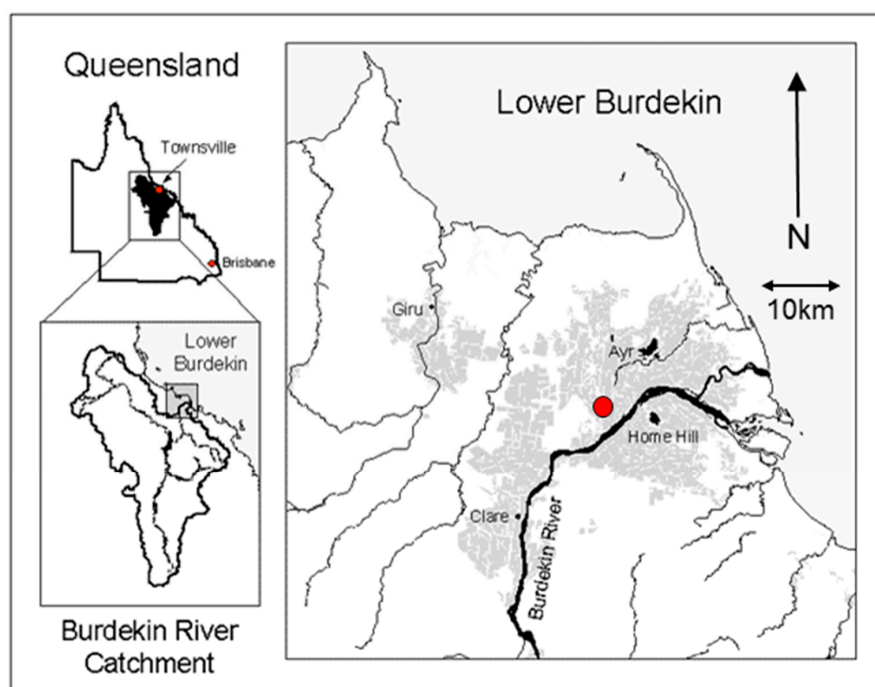 Queensland
Townsville
Brisbane
Lower
Burdekin
Burdekin River
Catchment
Lower Burdekin
N
10km
Giru
Ayr
Home Hill
Clare
Burdekin River